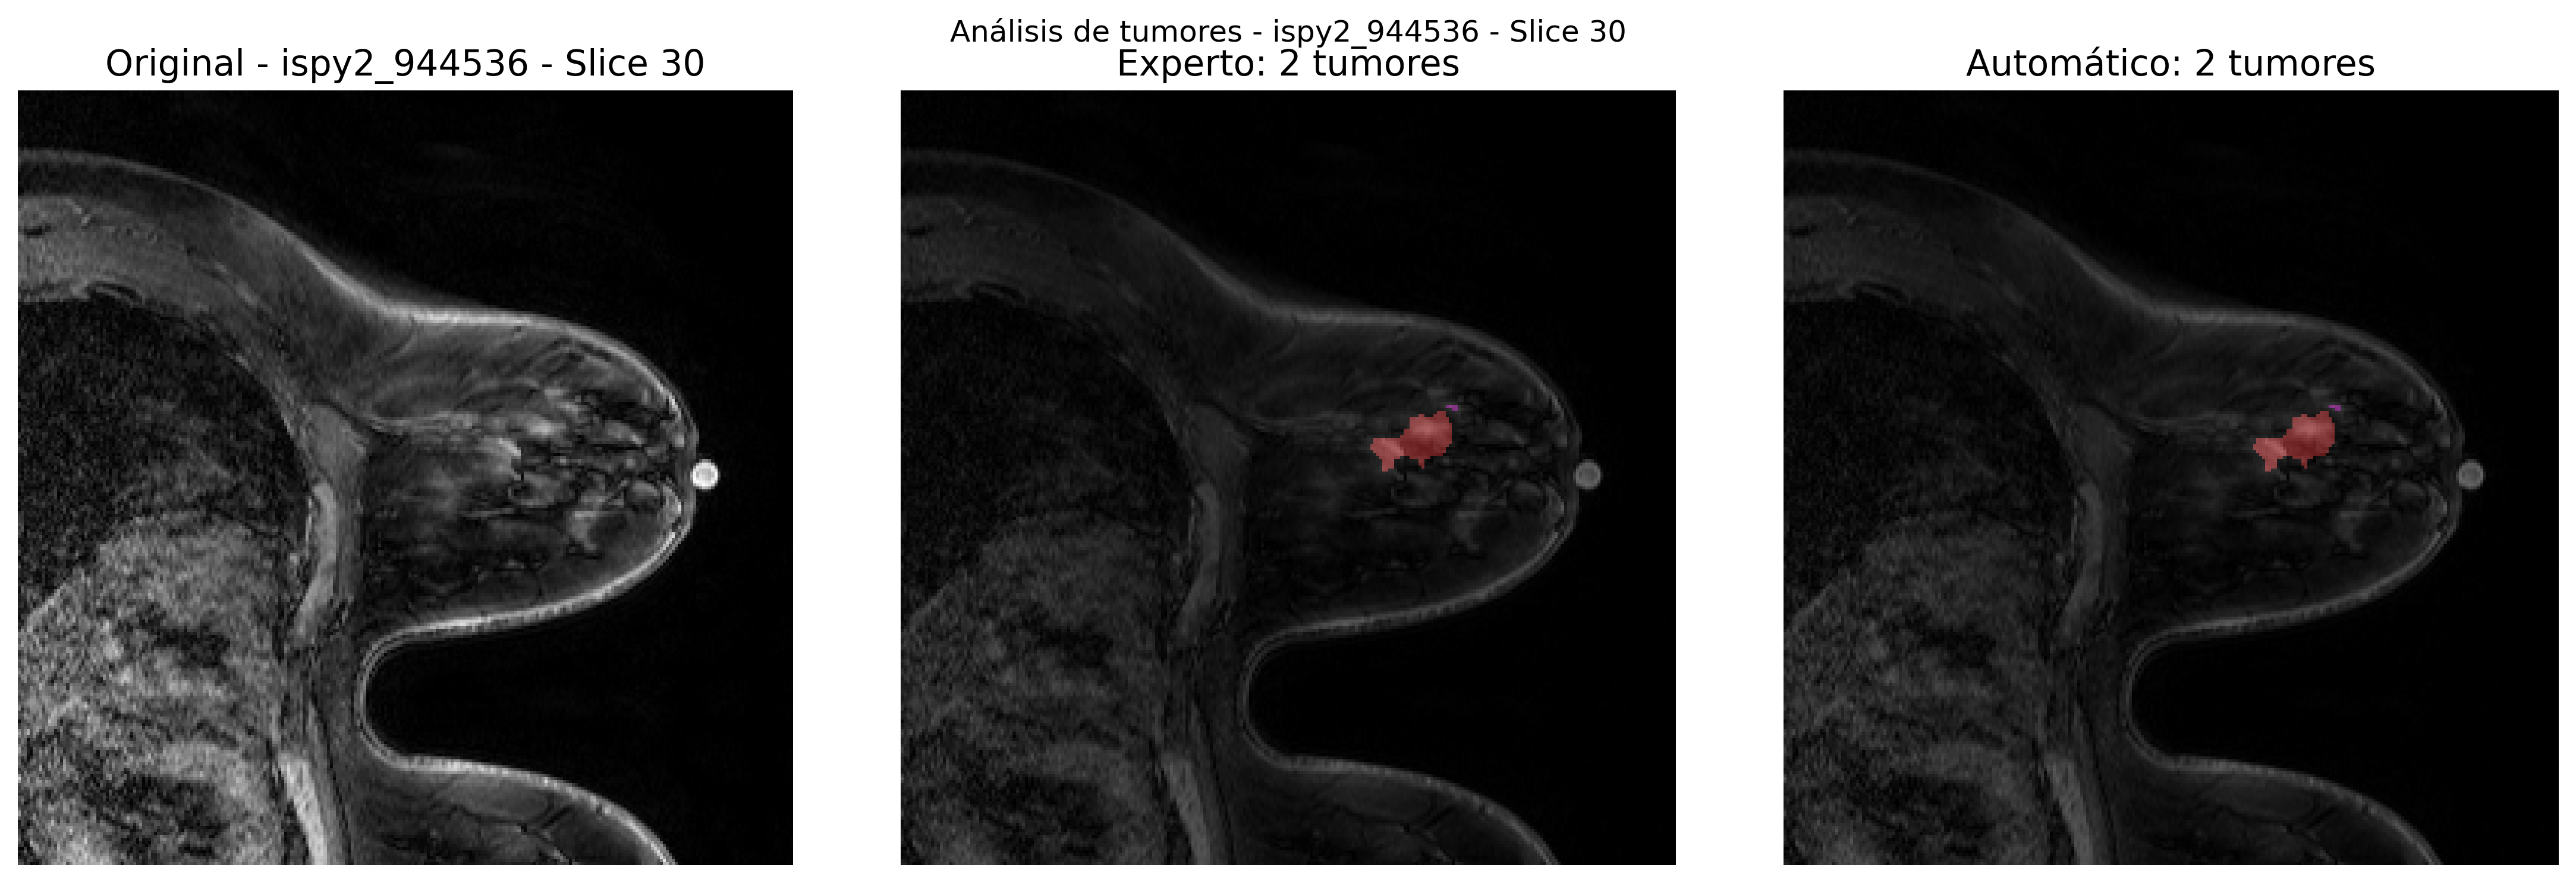 Análisis de tumores - ispy2_944536 - Slice 30
Original - ispy2_944536 - Slice 30
Experto: 2 tumores
Automático: 2 tumores